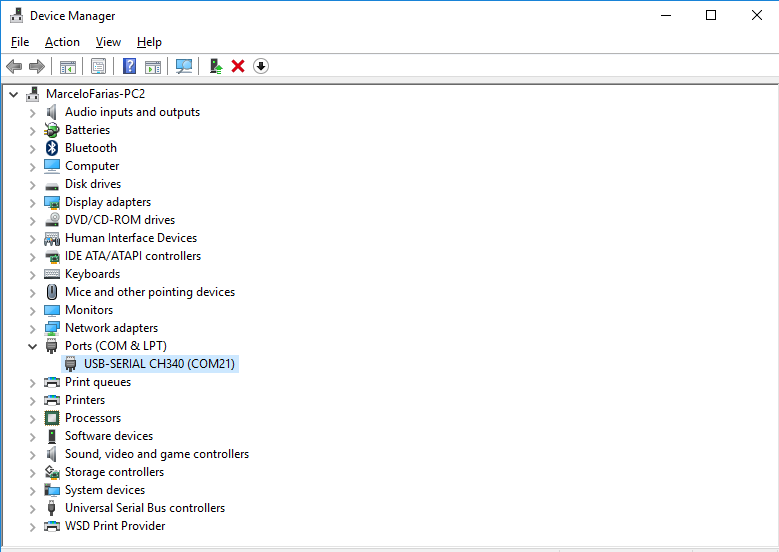 Device Manager
File Action View Help
MarceloFarias-PC2
Audio inputs and outputs
Batteries
Bluetooth
Computer
Disk drives
Display adapters
DVD/CD-ROM drives
Human Interface Devices
IDE ATA/ATAPI controllers
Keyboards
Mice and other pointing devices
Monitors
Network adapters
Ports (COM & LPT)
USB-SERIAL CH340 (COM21)
Print queues
Printers
Processors
Software devices
Sound, video and game controllers
Storage controllers
System devices
Universal Serial Bus controllers
WSD Print Provider